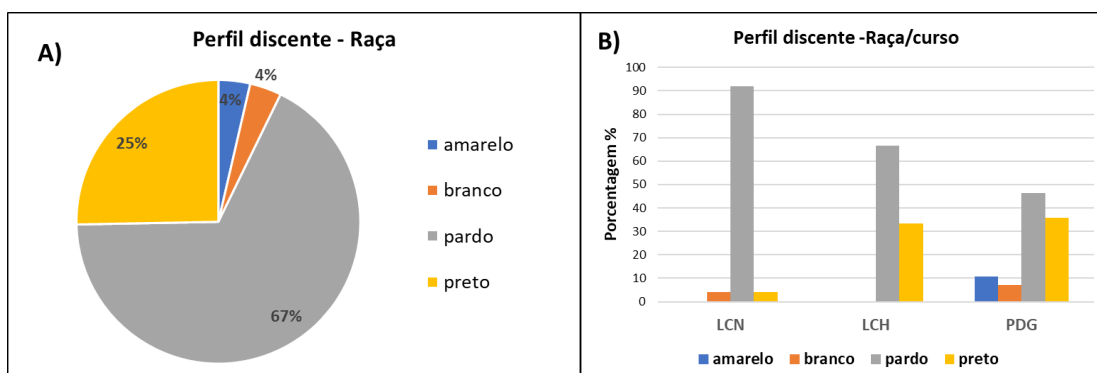 A)
Perfil discente - Raça
4%
4%
25%
67%
amarelo
branco
pardo
preto
B)
Perfil discente -Raça/curso
Porcentagem %
100
90
80
70
60
50
40
30
20
10
0
LCN LCH PDG
amarelo branco pardo preto